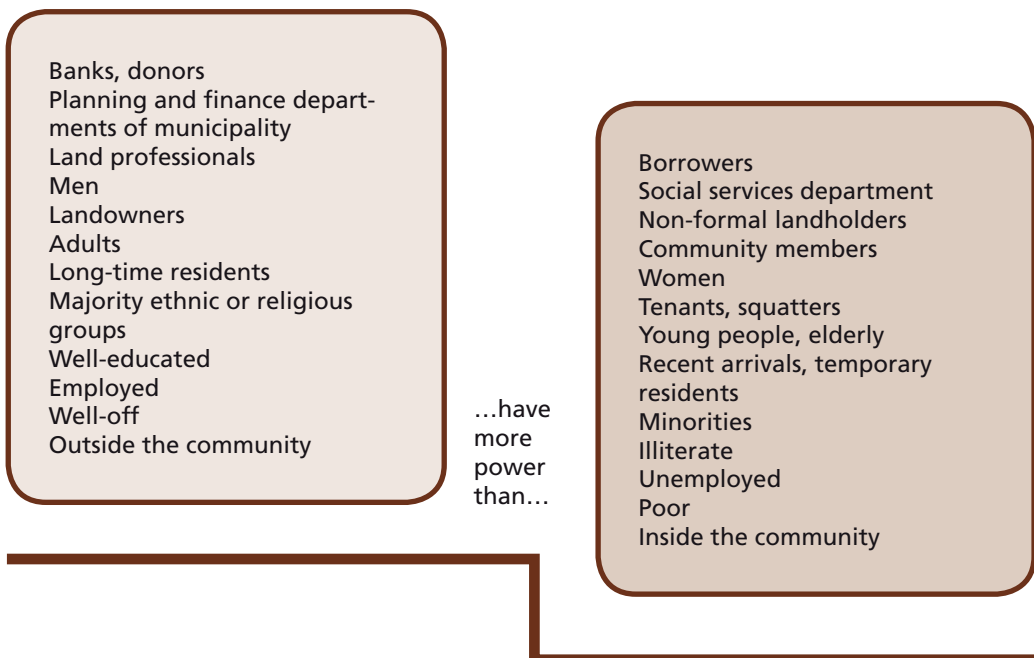 Banks, donors
Planning and finance depart-
ments of municipality
Land professionals
Men
Landowners
Adults
Long-time residents
Majority ethnic or religious
groups
Well-educated
Employed
Well-off
Outside the community
…have
more
power
than…
Borrowers
Social services department
Non-formal landholders
Community members
Women
Tenants, squatters
Young people, elderly
Recent arrivals, temporary
residents
Minorities
Illiterate
Unemployed
Poor
Inside the community